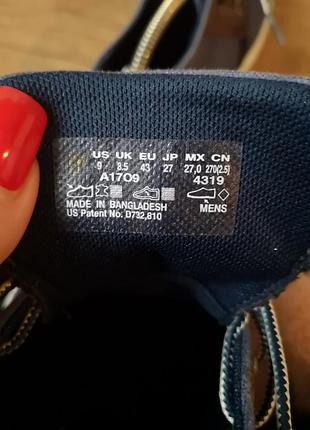 US UK EU JP MX CN
9 8.5 43 27 27,0 270(2.5)
A17O9 4319
MENS
MADE IN BANGLADESH
US Patent No. D732,810